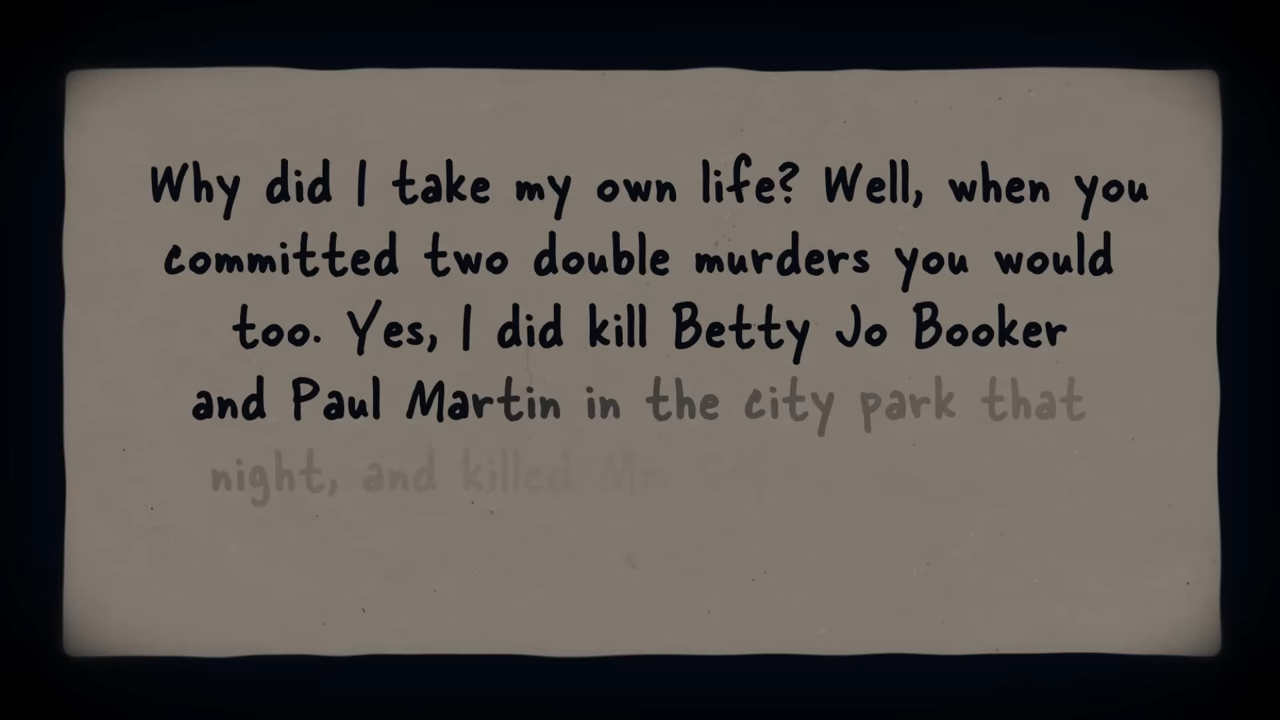 Why did I take my own life? Well, when you
committed two double murders you would
too. Yes, I did kill Betty Jo Booker
and Paul Martin in the city park that
night, and killed Mr.